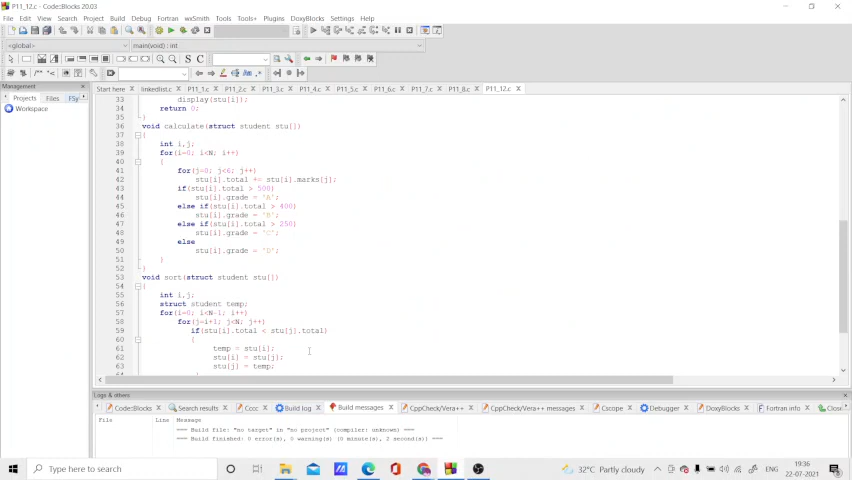 P11_12.c - Code::Blocks 20.03
File Edit View Search Project Build Debug Fortran wxSmith Tools Tools+ Plugins DoxyBlocks Settings Help
<global> main(void) : int
S C
/** *<
Management
Start here linkedlist.c P11_1.c P11_2.c P11_3.c P11_4.c P11_5.c P11_6.c P11_7.c P11_8.c P11_12.c
Projects Files FSy
Workspace
33 display(stu[i]);
34 return 0;
35 }
36 void calculate(struct student stu[])
37 {
38 int i,j;
39 for(i=0; i<N; i++)
40 {
41 for(j=0; j<6; j++)
42 stu[i].total += stu[i].marks[j];
43 if(stu[i].total > 500)
44 stu[i].grade = 'A';
45 else if(stu[i].total > 400)
46 stu[i].grade = 'B';
47 else if(stu[i].total > 250)
48 stu[i].grade = 'C';
49 else
50 stu[i].grade = 'D';
51 }
52 }
53 void sort(struct student stu[])
54 {
55 int i,j;
56 struct student temp;
57 for(i=0; i<N-1; i++)
58 for(j=i+1; j<N; j++)
59 if(stu[i].total < stu[j].total)
60 {
61 temp = stu[i];
62 stu[i] = stu[j];
63 stu[j] = temp;
Logs & others
Code::Blocks Search results Cccc Build log Build messages CppCheck/Vera++ CppCheck/Vera++ messages Cscope Debugger DoxyBlocks Fortran info Closi
File Line Message
=== Build file: "no target" in "no project" (compiler: unknown) ===
=== Build finished: 0 error(s), 0 warning(s) (0 minute(s), 2 second(s)) ===
Type here to search
32°C Partly cloudy
ENG
19:36
22-07-2021